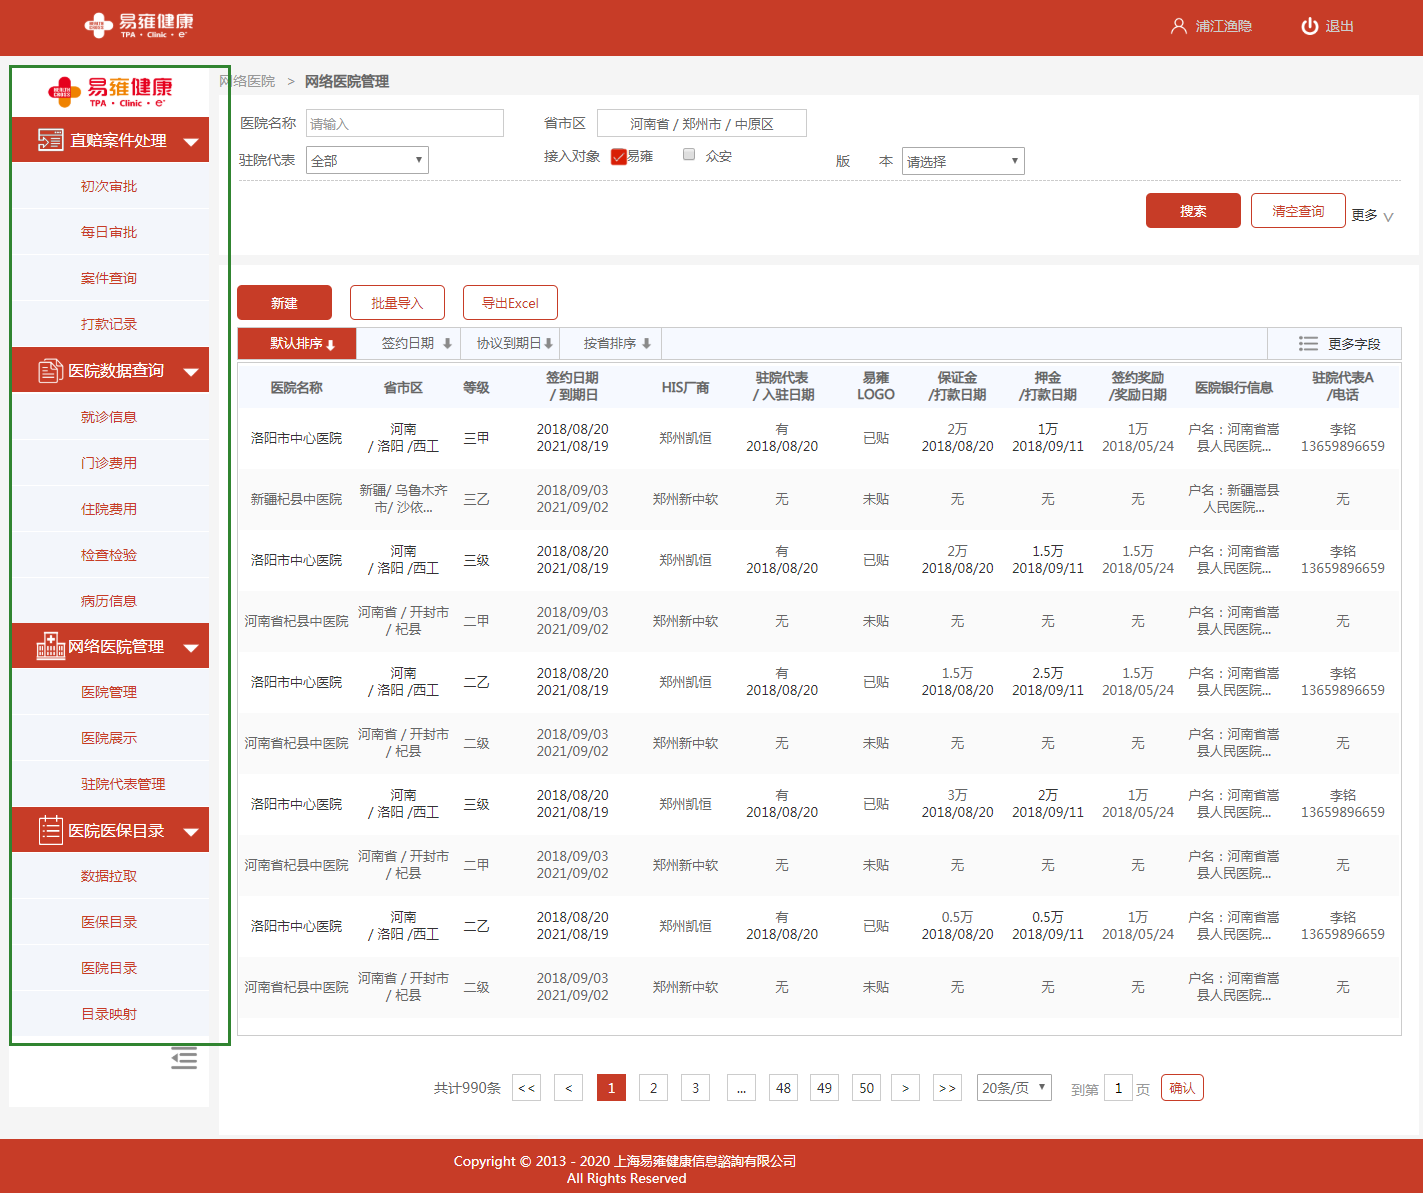 易雍健康
TPA · Clinic · e⁺
浦江渔隐
退出
HEALTH CROSS
易雍健康
TPA · Clinic · e⁺
直赔案件处理
初次审批
每日审批
案件查询
打款记录
医院数据查询
就诊信息
门诊费用
住院费用
检查检验
病历信息
网络医院管理
医院管理
医院展示
驻院代表管理
医院医保目录
数据拉取
医保目录
医院目录
目录映射
网络医院 > 网络医院管理
医院名称 请输入 省市区 河南省 / 郑州市 / 中原区
驻院代表 全部 接入对象 易雍 众安 版 本 请选择
搜索 清空查询 更多
新建 批量导入 导出Excel
默认排序 签约日期 协议到期日 按省排序 更多字段
医院名称 省市区 等级 签约日期 / 到期日 HIS厂商 驻院代表 / 入驻日期 易雍 LOGO 保证金 /打款日期 押金 /打款日期 签约奖励 /奖励日期 医院银行信息 驻院代表A /电话
洛阳市中心医院 河南 / 洛阳 /西工 三甲 2018/08/20 2021/08/19 郑州凯恒 有 2018/08/20 已贴 2万 2018/08/20 1万 2018/09/11 1万 2018/05/24 户名：河南省嵩县人民医院... 李铭 13659896659
新疆杞县中医院 新疆/ 乌鲁木齐市/ 沙依... 三乙 2018/09/03 2021/09/02 郑州新中软 无 未贴 无 无 无 户名：新疆嵩县人民医院... 无
洛阳市中心医院 河南 / 洛阳 /西工 三级 2018/08/20 2021/08/19 郑州凯恒 有 2018/08/20 已贴 2万 2018/08/20 1.5万 2018/09/11 1.5万 2018/05/24 户名：河南省嵩县人民医院... 李铭 13659896659
河南省杞县中医院 河南省 / 开封市 / 杞县 二甲 2018/09/03 2021/09/02 郑州新中软 无 未贴 无 无 无 户名：河南省嵩县人民医院... 无
洛阳市中心医院 河南 / 洛阳 /西工 二乙 2018/08/20 2021/08/19 郑州凯恒 有 2018/08/20 已贴 1.5万 2018/08/20 2.5万 2018/09/11 1.5万 2018/05/24 户名：河南省嵩县人民医院... 李铭 13659896659
河南省杞县中医院 河南省 / 开封市 / 杞县 二级 2018/09/03 2021/09/02 郑州新中软 无 未贴 无 无 无 户名：河南省嵩县人民医院... 无
洛阳市中心医院 河南 / 洛阳 /西工 三级 2018/08/20 2021/08/19 郑州凯恒 有 2018/08/20 已贴 3万 2018/08/20 2万 2018/09/11 1万 2018/05/24 户名：河南省嵩县人民医院... 李铭 13659896659
河南省杞县中医院 河南省 / 开封市 / 杞县 二甲 2018/09/03 2021/09/02 郑州新中软 无 未贴 无 无 无 户名：河南省嵩县人民医院... 无
洛阳市中心医院 河南 / 洛阳 /西工 二乙 2018/08/20 2021/08/19 郑州凯恒 有 2018/08/20 已贴 0.5万 2018/08/20 0.5万 2018/09/11 1万 2018/05/24 户名：河南省嵩县人民医院... 李铭 13659896659
河南省杞县中医院 河南省 / 开封市 / 杞县 二级 2018/09/03 2021/09/02 郑州新中软 无 未贴 无 无 无 户名：河南省嵩县人民医院... 无
共计990条 << < 1 2 3 ... 48 49 50 > >> 20条/页 到第 1 页 确认
Copyright © 2013 - 2020 上海易雍健康信息諮詢有限公司
All Rights Reserved